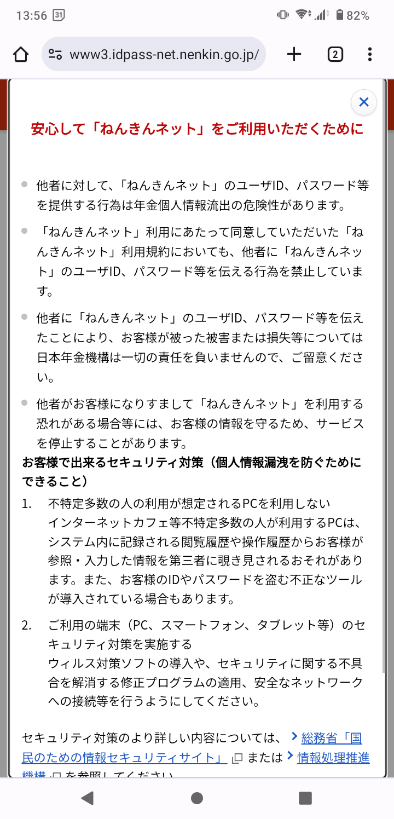 13:56 31 82%
www3.idpass-net.nenkin.go.jp/ 2
安心して「ねんきんネット」をご利用いただくために
他者に対して、「ねんきんネット」のユーザID、パスワード等
を提供する行為は年金個人情報流出の危険性があります。
「ねんきんネット」利用にあたって同意していただいた「ね
んきんネット」利用規約においても、他者に「ねんきんネッ
ト」のユーザID、パスワード等を伝える行為を禁止していま
す。
他者に「ねんきんネット」のユーザID、パスワード等を伝え
たことにより、お客様が被った被害または損失等については
日本年金機構は一切の責任を負いませんので、ご留意くださ
い。
他者がお客様になりすまして「ねんきんネット」を利用する
恐れがある場合等には、お客様の情報を守るため、サービス
を停止することがあります。
お客様で出来るセキュリティ対策（個人情報漏洩を防ぐために
できること）
1. 不特定多数の人の利用が想定されるPCを利用しない
インターネットカフェ等不特定多数の人が利用するPCは、
システム内に記録される閲覧履歴や操作履歴からお客様が
参照・入力した情報を第三者に覗き見されるおそれがあり
ます。また、お客様のIDやパスワードを盗む不正なツール
が導入されている場合もあります。
2. ご利用の端末（PC、スマートフォン、タブレット等）のセ
キュリティ対策を実施する
ウィルス対策ソフトの導入や、セキュリティに関する不具
合を解消する修正プログラムの適用、安全なネットワーク
への接続等を行うようにしてください。
セキュリティ対策のより詳しい内容については、 総務省「国
民のための情報セキュリティサイト」 または 情報処理推進
機構 を参照してください。